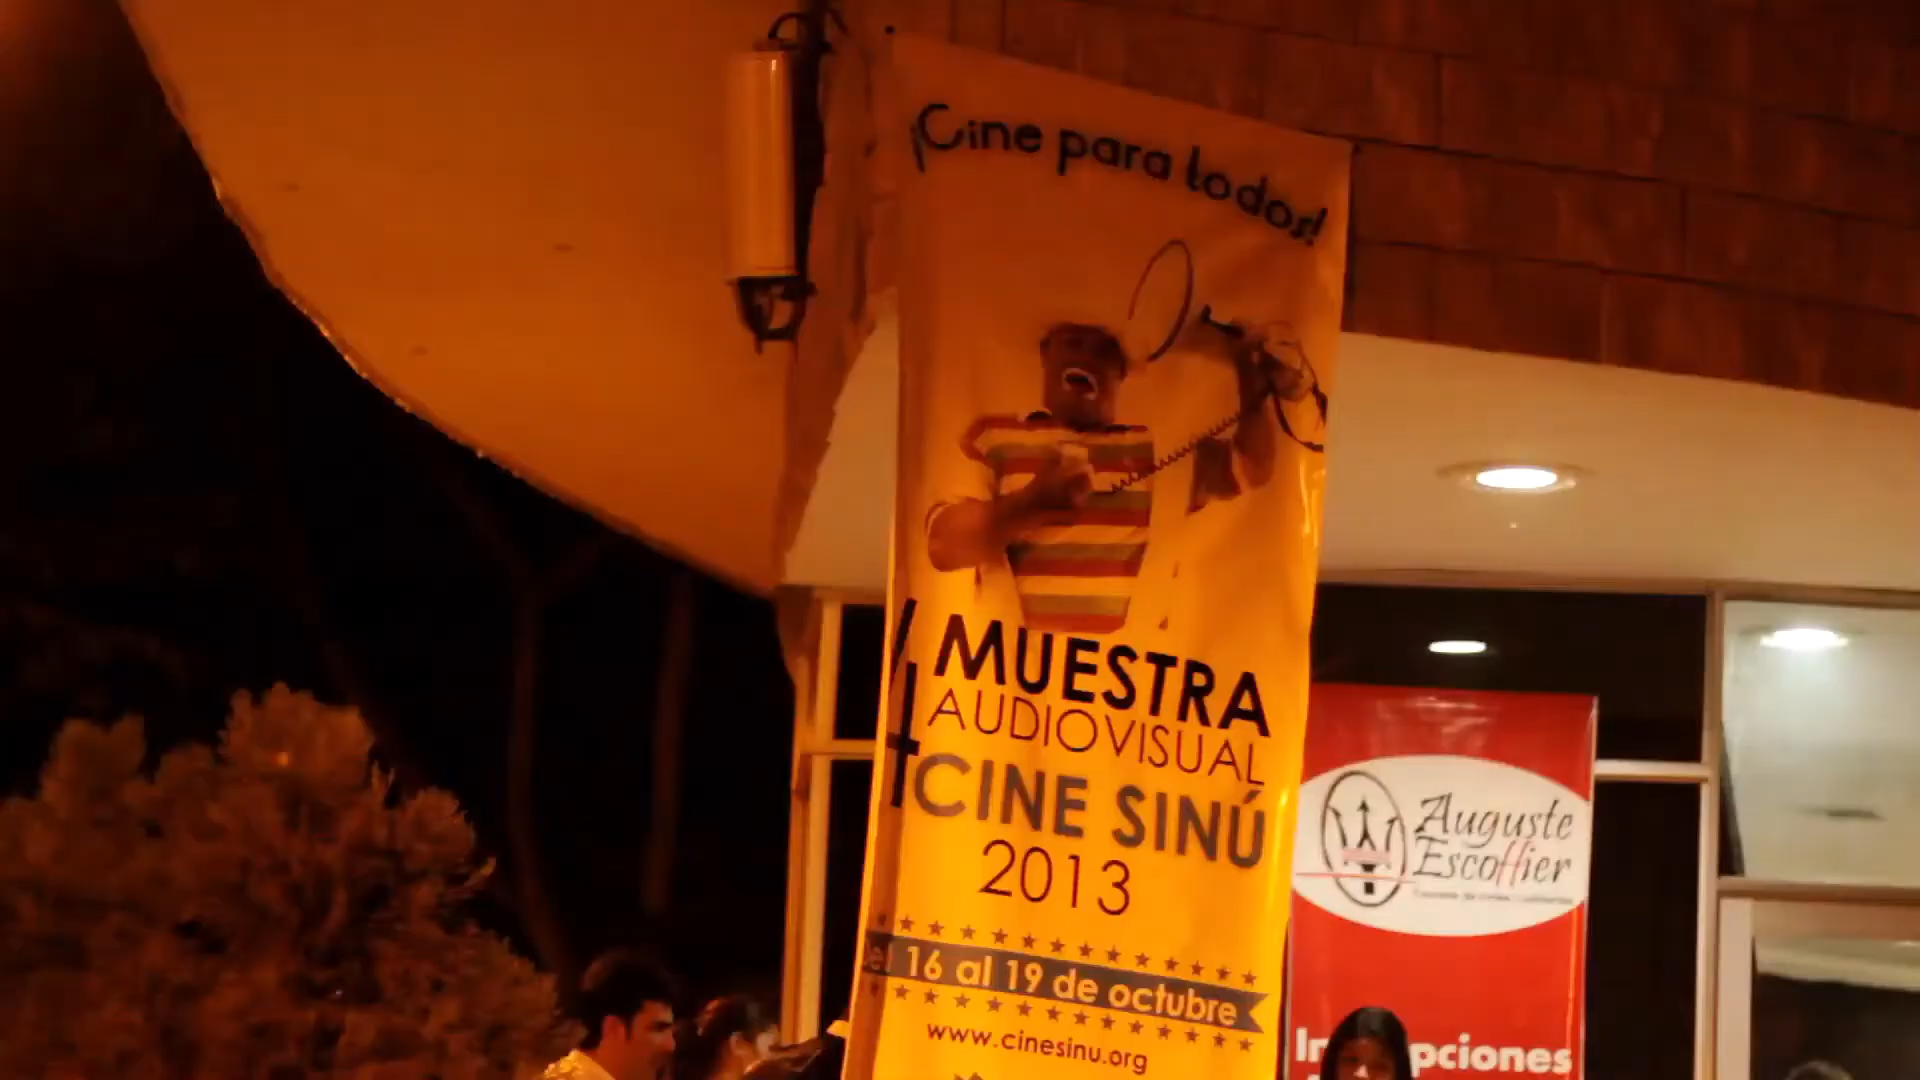 ¡Cine para todos!
4 MUESTRA
AUDIOVISUAL
CINE SINÚ
2013
Del 16 al 19 de octubre
www.cinesinu.org
Auguste
Escoffier